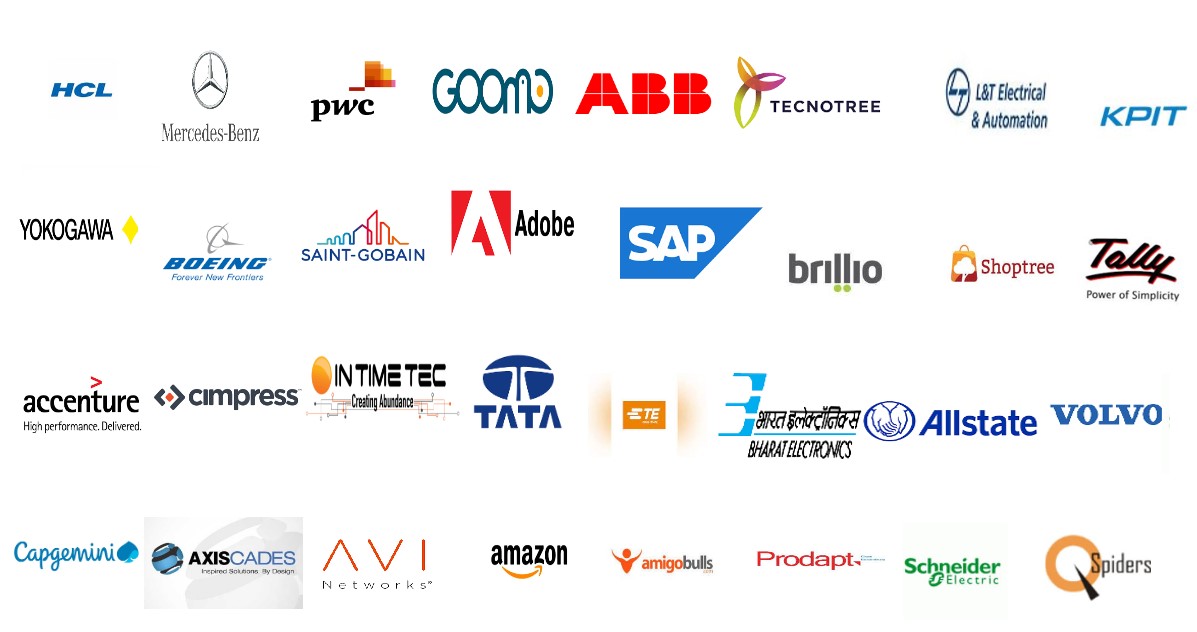 HCL
Mercedes-Benz
pwc
GOOMO
ABB
TECNOTREE
L&T Electrical
& Automation
KPIT
YOKOGAWA
BOEING
Forever New Frontiers
SAINT-GOBAIN
Adobe
SAP
brillio
Shoptree
Tally
Power of Simplicity
accenture
High performance. Delivered.
cimpress
IN TIME TEC
Creating Abundance
TATA
TE
भारत इलेक्ट्रॉनिक्स
BHARAT ELECTRONICS
Allstate
VOLVO
Capgemini
AXISCADES
Inspired Solutions. By Design.
AVI
Networks
amazon
amigobulls
.com
Prodapt
Schneider
Electric
QSpiders